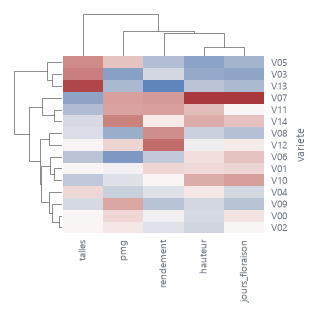 V05
V03
V13
V07
V11
V14
V08
V12
V06
V01
V10
V04
V09
V00
V02
variete
talles
pmg
rendement
hauteur
jours_floraison